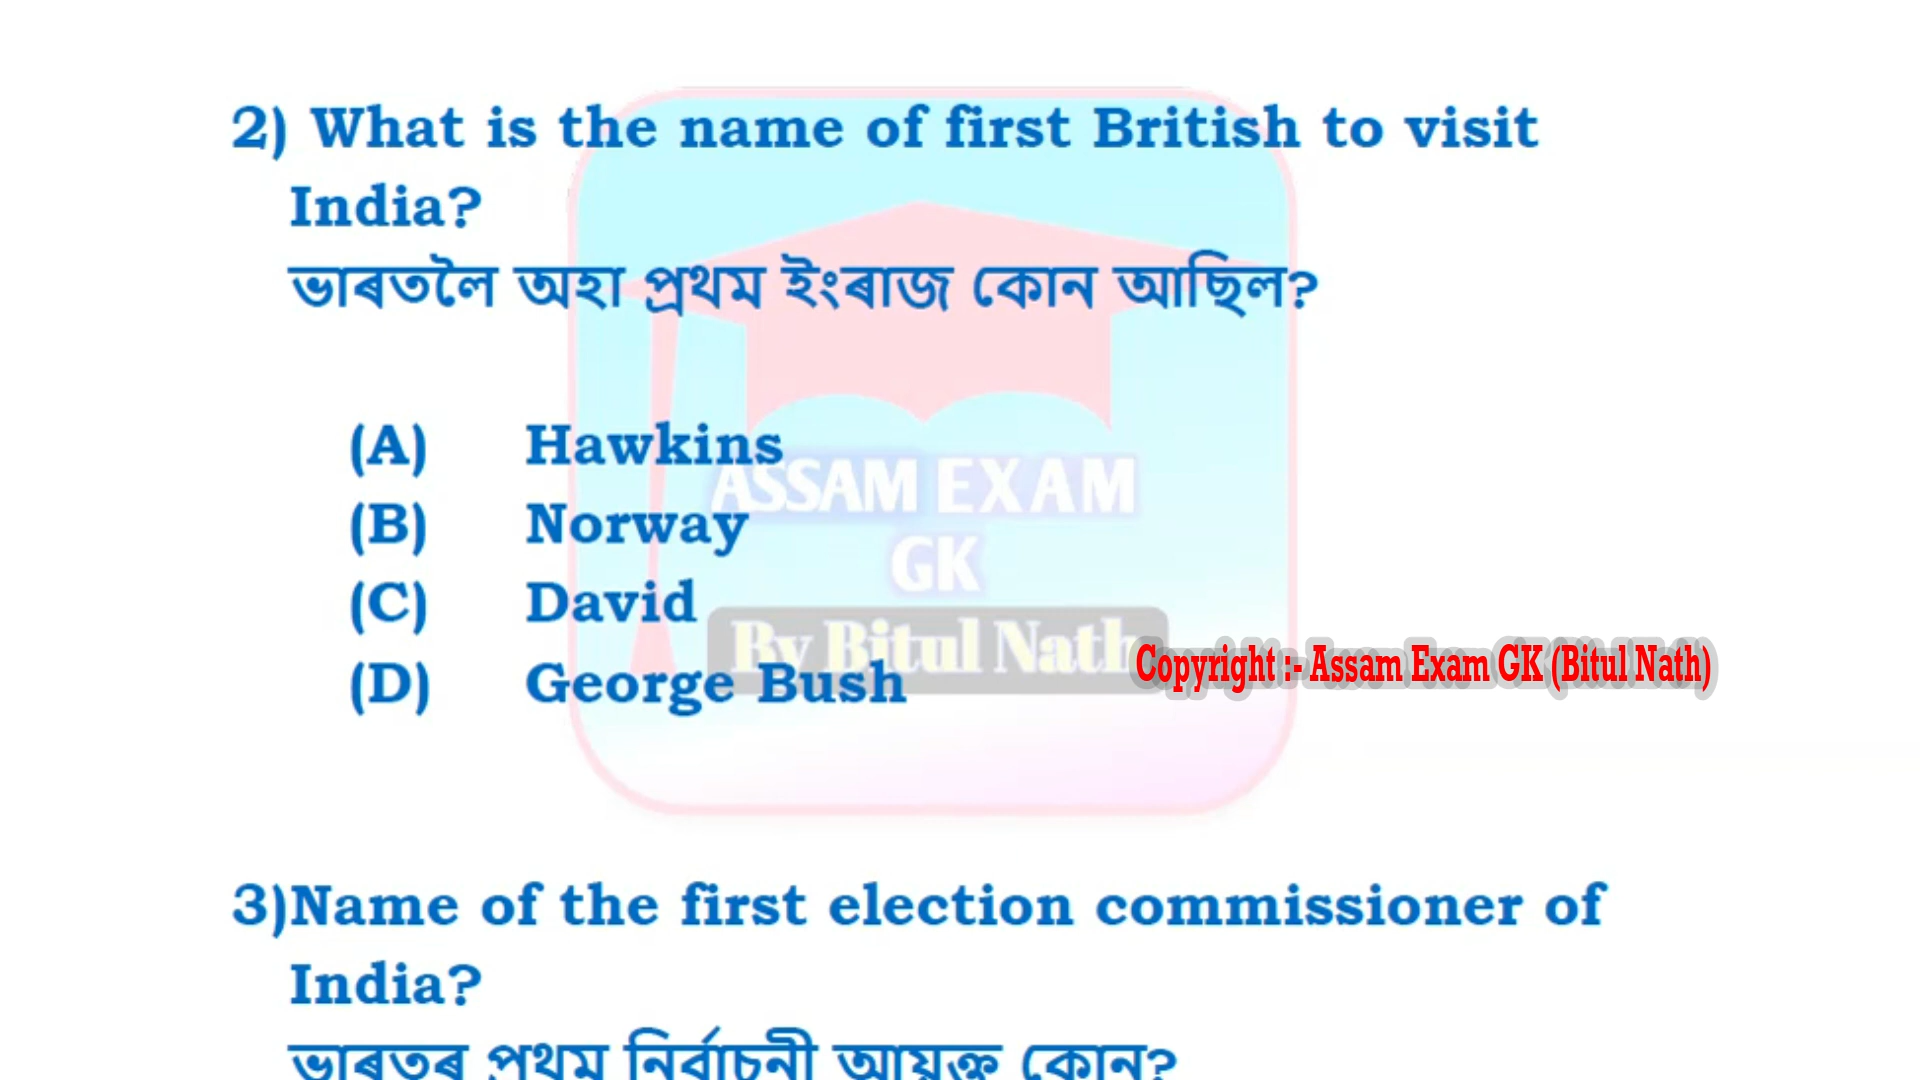 2) What is the name of first British to visit
India?
ভাৰতলৈ অহা প্ৰথম ইংৰাজ কোন আছিল?
(A) Hawkins
(B) Norway
(C) David
(D) George Bush
ASSAM EXAM
GK
By Bitul Nath
Copyright :- Assam Exam GK (Bitul Nath)
3)Name of the first election commissioner of
India?
ভাৰতৰ প্ৰথম নিৰ্বাচনী আয়ুক্ত কোন?